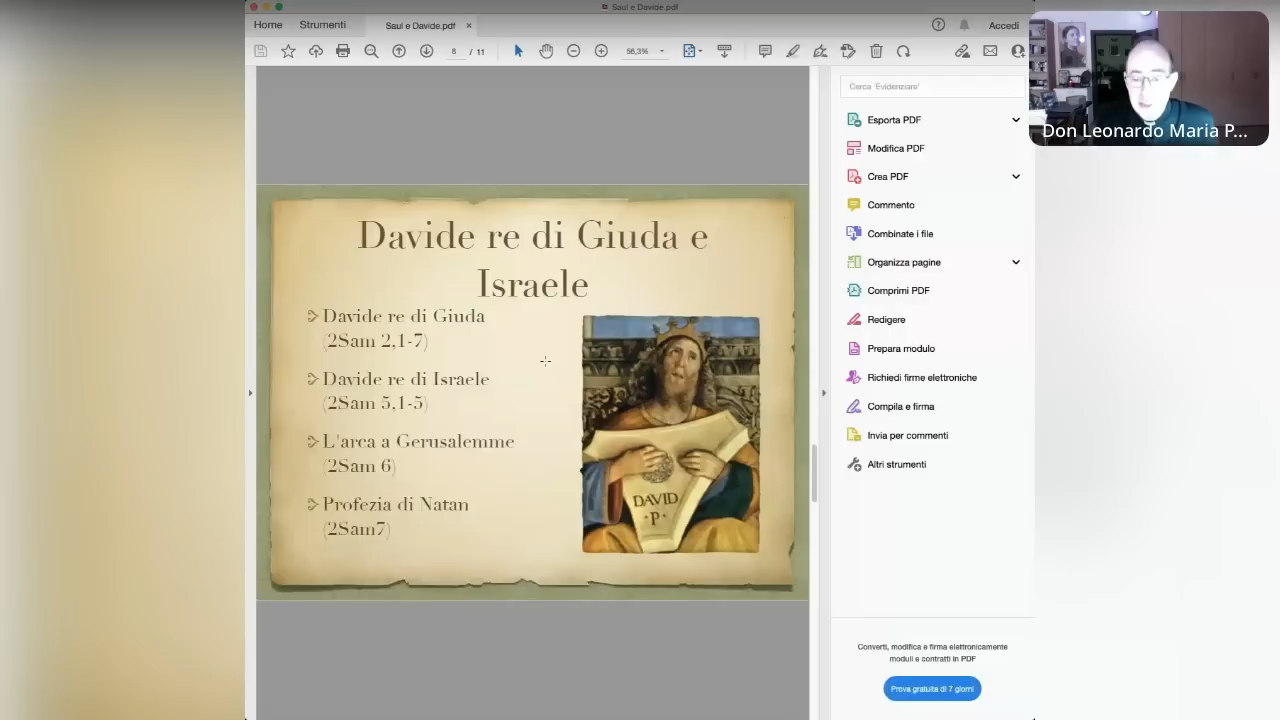 Saul e Davide.pdf
Home
Strumenti
Saul e Davide.pdf ×
Accedi
8 / 11
56,3%
Davide re di Giuda e
Israele
Davide re di Giuda
(2Sam 2,1-7)
Davide re di Israele
(2Sam 5,1-5)
L'arca a Gerusalemme
(2Sam 6)
Profezia di Natan
(2Sam7)
DAVID
·P·
Cerca 'Evidenziare'
Esporta PDF
Modifica PDF
Crea PDF
Commento
Combinate i file
Organizza pagine
Comprimi PDF
Redigere
Prepara modulo
Richiedi firme elettroniche
Compila e firma
Invia per commenti
Altri strumenti
Converti, modifica e firma elettronicamente
moduli e contratti in PDF
Prova gratuita di 7 giorni
Don Leonardo Maria P...